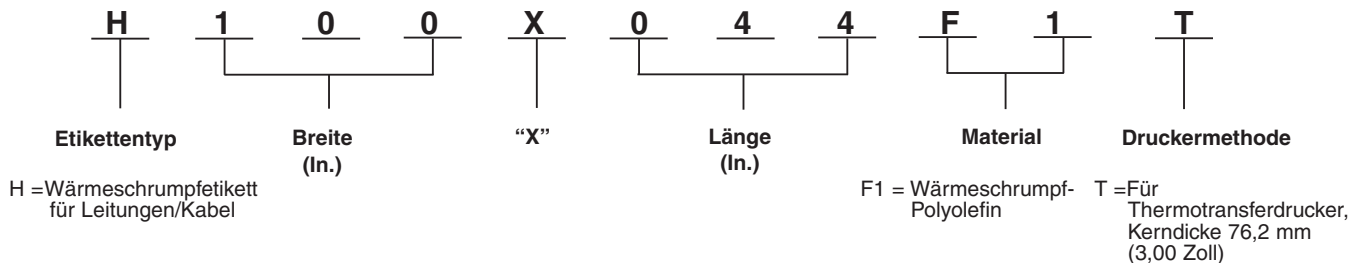 H 1 0 0 X 0 4 4 F 1 T
Etikettentyp Breite (In.) “X” Länge (In.) Material Druckermethode
H =Wärmeschrumpfetikett
für Leitungen/Kabel
F1 = Wärmeschrumpf-
Polyolefin
T =Für
Thermotransferdrucker,
Kerndicke 76,2 mm
(3,00 Zoll)